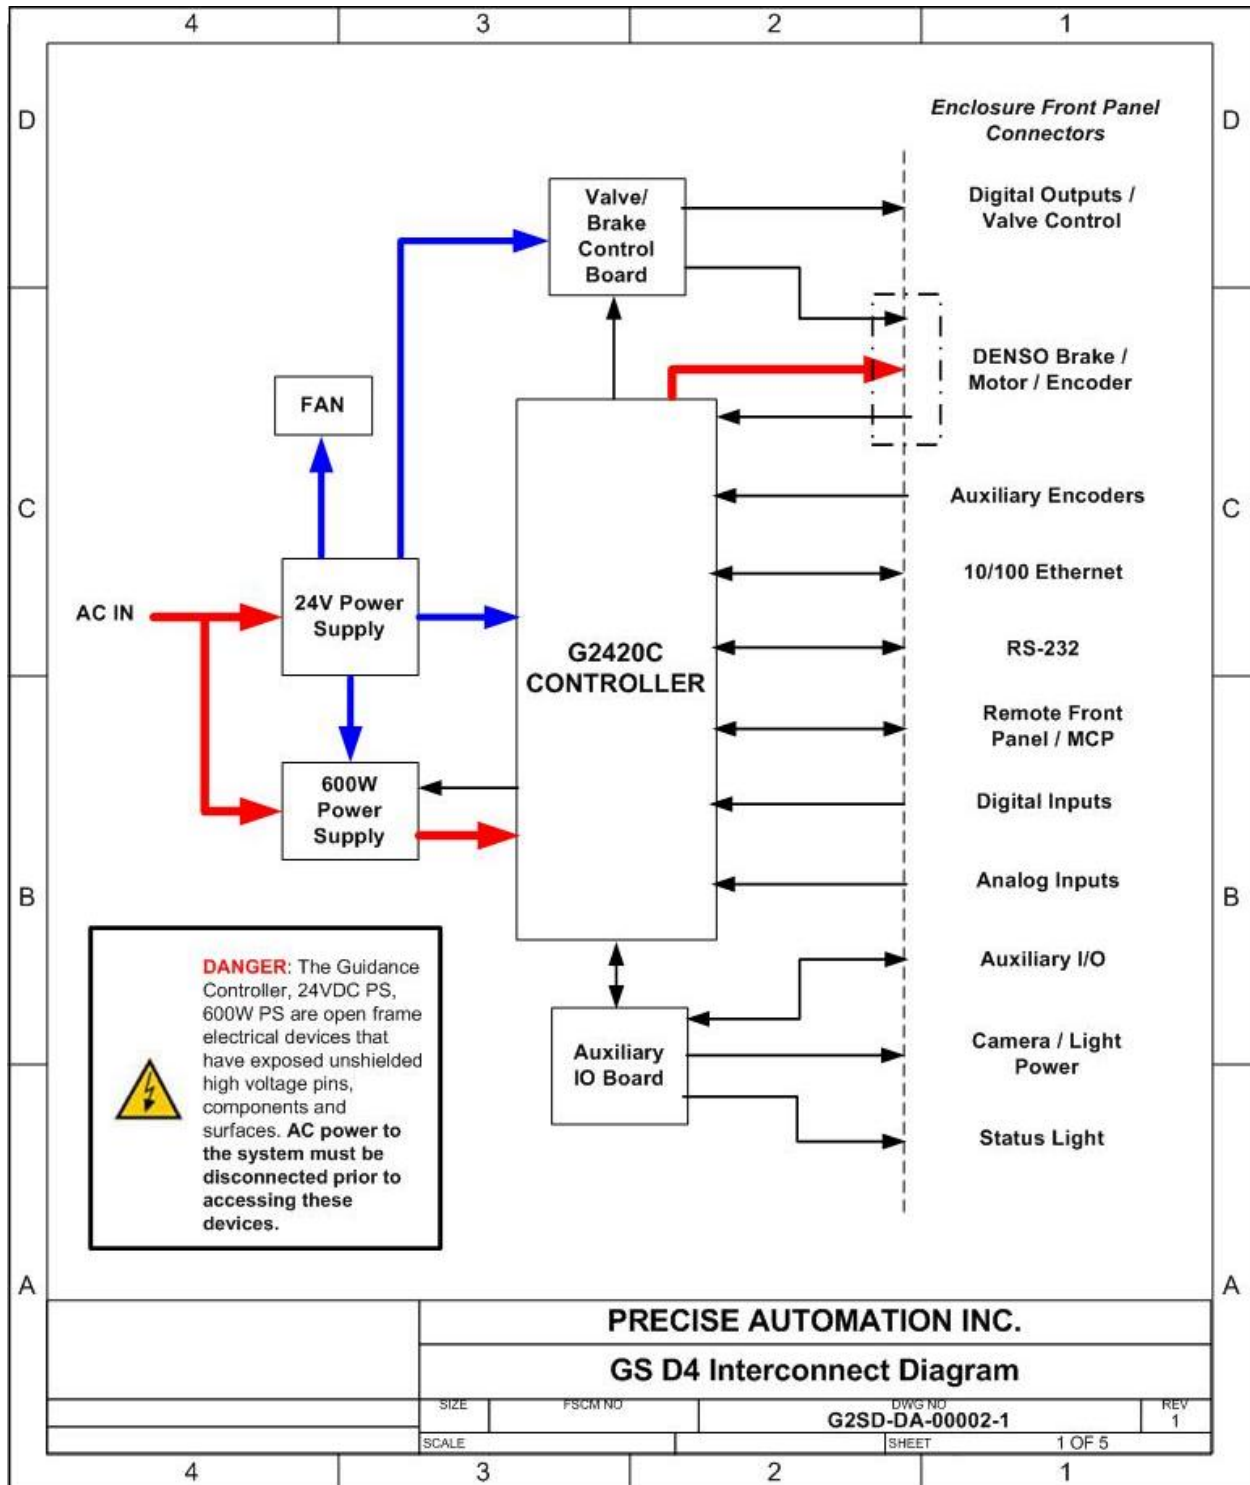 4 3 2 1
D D
Enclosure Front Panel
Connectors
Valve/
Brake
Control
Board
Digital Outputs /
Valve Control
DENSO Brake /
Motor / Encoder
FAN
C C
Auxiliary Encoders
10/100 Ethernet
AC IN
24V Power
Supply
G2420C
CONTROLLER
RS-232
Remote Front
Panel / MCP
600W
Power
Supply
Digital Inputs
Analog Inputs
B B
DANGER: The Guidance
Controller, 24VDC PS,
600W PS are open frame
electrical devices that
have exposed unshielded
high voltage pins,
components and
surfaces. AC power to
the system must be
disconnected prior to
accessing these
devices.
Auxiliary I/O
Auxiliary
IO Board
Camera / Light
Power
Status Light
A A
PRECISE AUTOMATION INC.
GS D4 Interconnect Diagram
SIZE FSCM NO DWG NO REV
G2SD-DA-00002-1 1
SCALE SHEET 1 OF 5
4 3 2 1